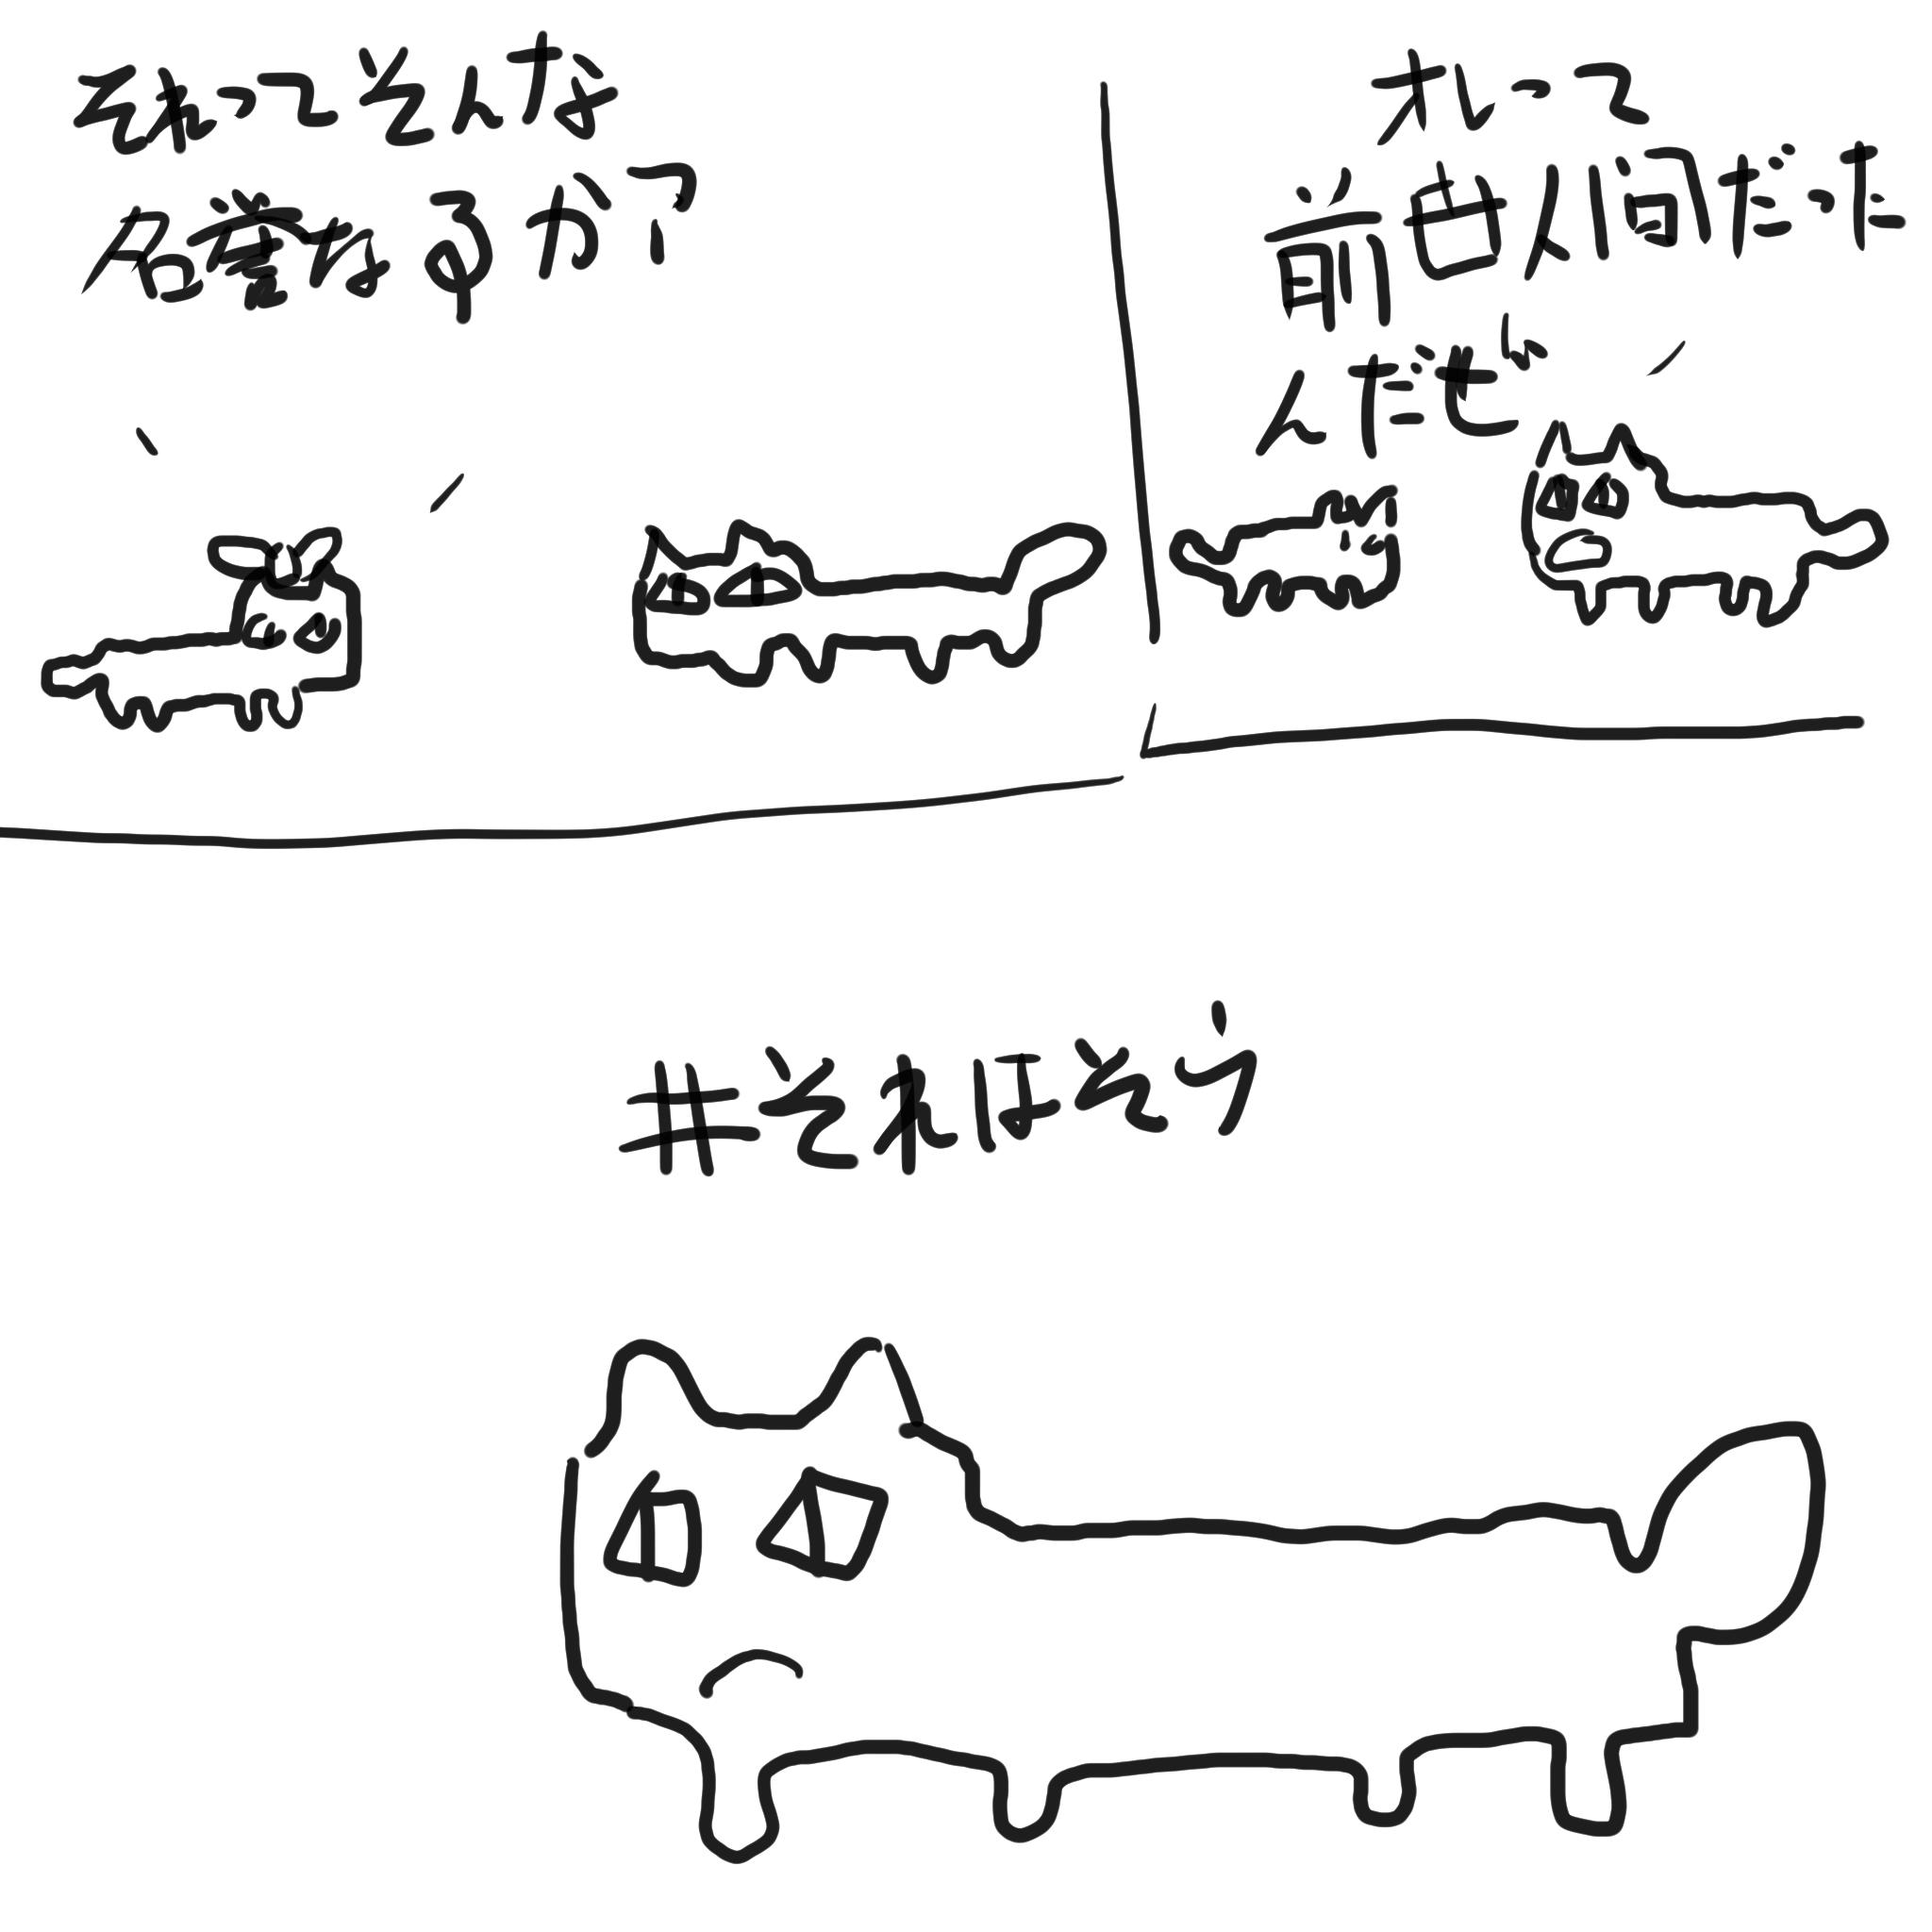 オレって
前世人間だった
んだぜ
それってそんな
名誉なるか?
#それはそう